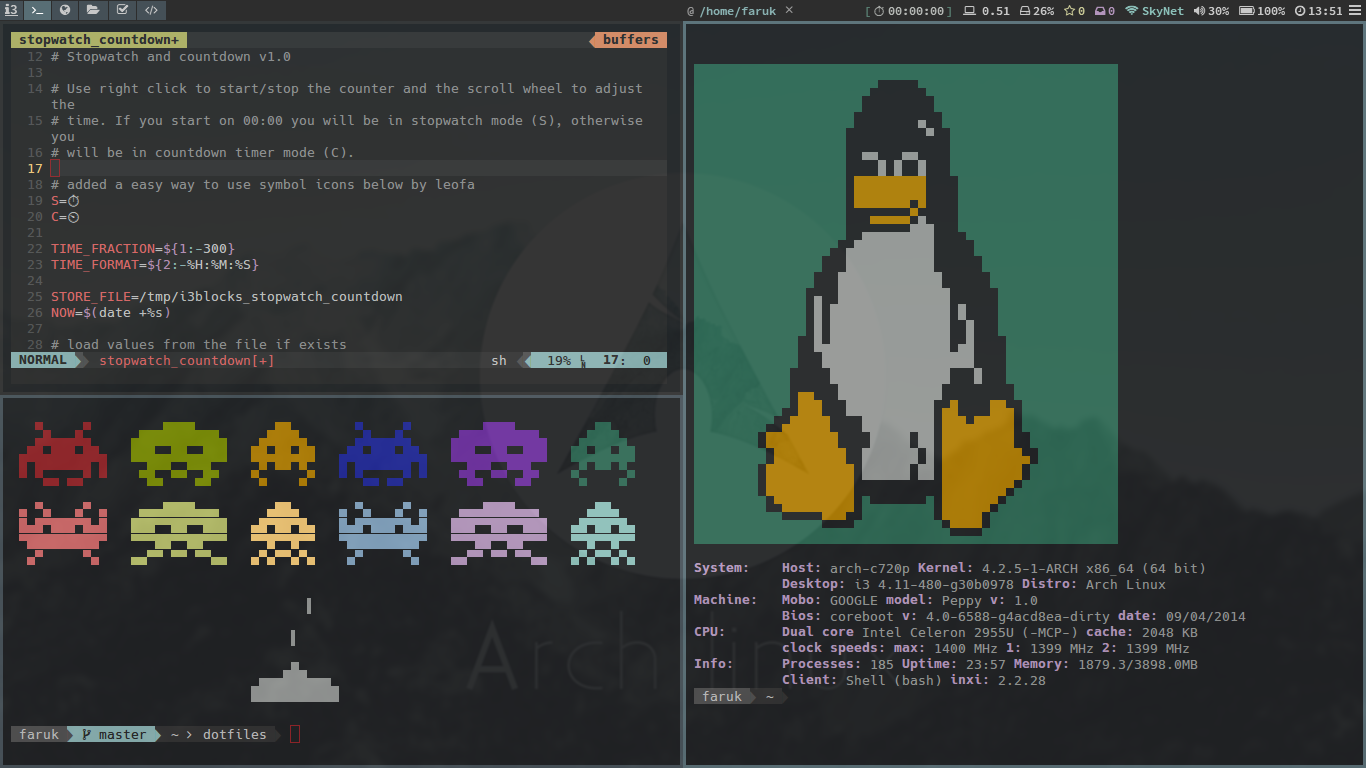 i3 >_ </> @ /home/faruk × [ 00:00:00 ] 0.51 26% 0 0 SkyNet 30% 100% 13:51
stopwatch_countdown+ buffers
12 # Stopwatch and countdown v1.0
13
14 # Use right click to start/stop the counter and the scroll wheel to adjust
the
15 # time. If you start on 00:00 you will be in stopwatch mode (S), otherwise
you
16 # will be in countdown timer mode (C).
17
18 # added a easy way to use symbol icons below by leofa
19 S=⏱
20 C=⏲
21
22 TIME_FRACTION=${1:-300}
23 TIME_FORMAT=${2:-%H:%M:%S}
24
25 STORE_FILE=/tmp/i3blocks_stopwatch_countdown
26 NOW=$(date +%s)
27
28 # load values from the file if exists
NORMAL stopwatch_countdown[+] sh 19% 17: 0
Arch linux
faruk master ~ > dotfiles
System: Host: arch-c720p Kernel: 4.2.5-1-ARCH x86_64 (64 bit)
Desktop: i3 4.11-480-g30b0978 Distro: Arch Linux
Machine: Mobo: GOOGLE model: Peppy v: 1.0
Bios: coreboot v: 4.0-6588-g4acd8ea-dirty date: 09/04/2014
CPU: Dual core Intel Celeron 2955U (-MCP-) cache: 2048 KB
clock speeds: max: 1400 MHz 1: 1399 MHz 2: 1399 MHz
Info: Processes: 185 Uptime: 23:57 Memory: 1879.3/3898.0MB
Client: Shell (bash) inxi: 2.2.28
faruk ~